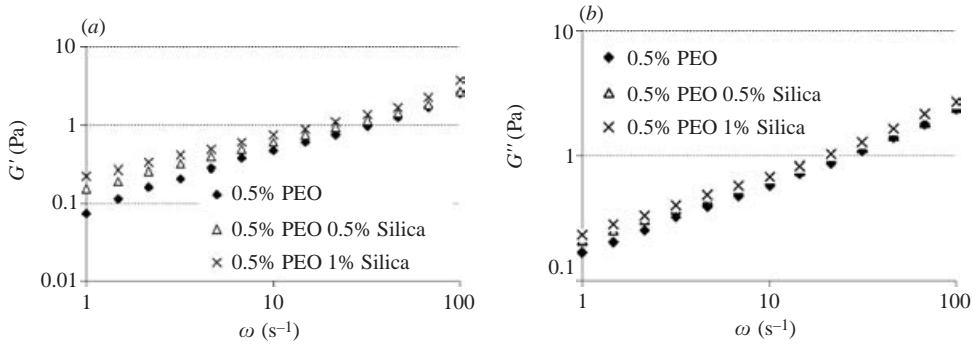 (a)
10
1
0.1
0.01
G′ (Pa)
0.5% PEO
0.5% PEO 0.5% Silica
0.5% PEO 1% Silica
1
10
100
ω (s⁻¹)
(b)
10
1
0.1
G″ (Pa)
0.5% PEO
0.5% PEO 0.5% Silica
0.5% PEO 1% Silica
1
10
100
ω (s⁻¹)